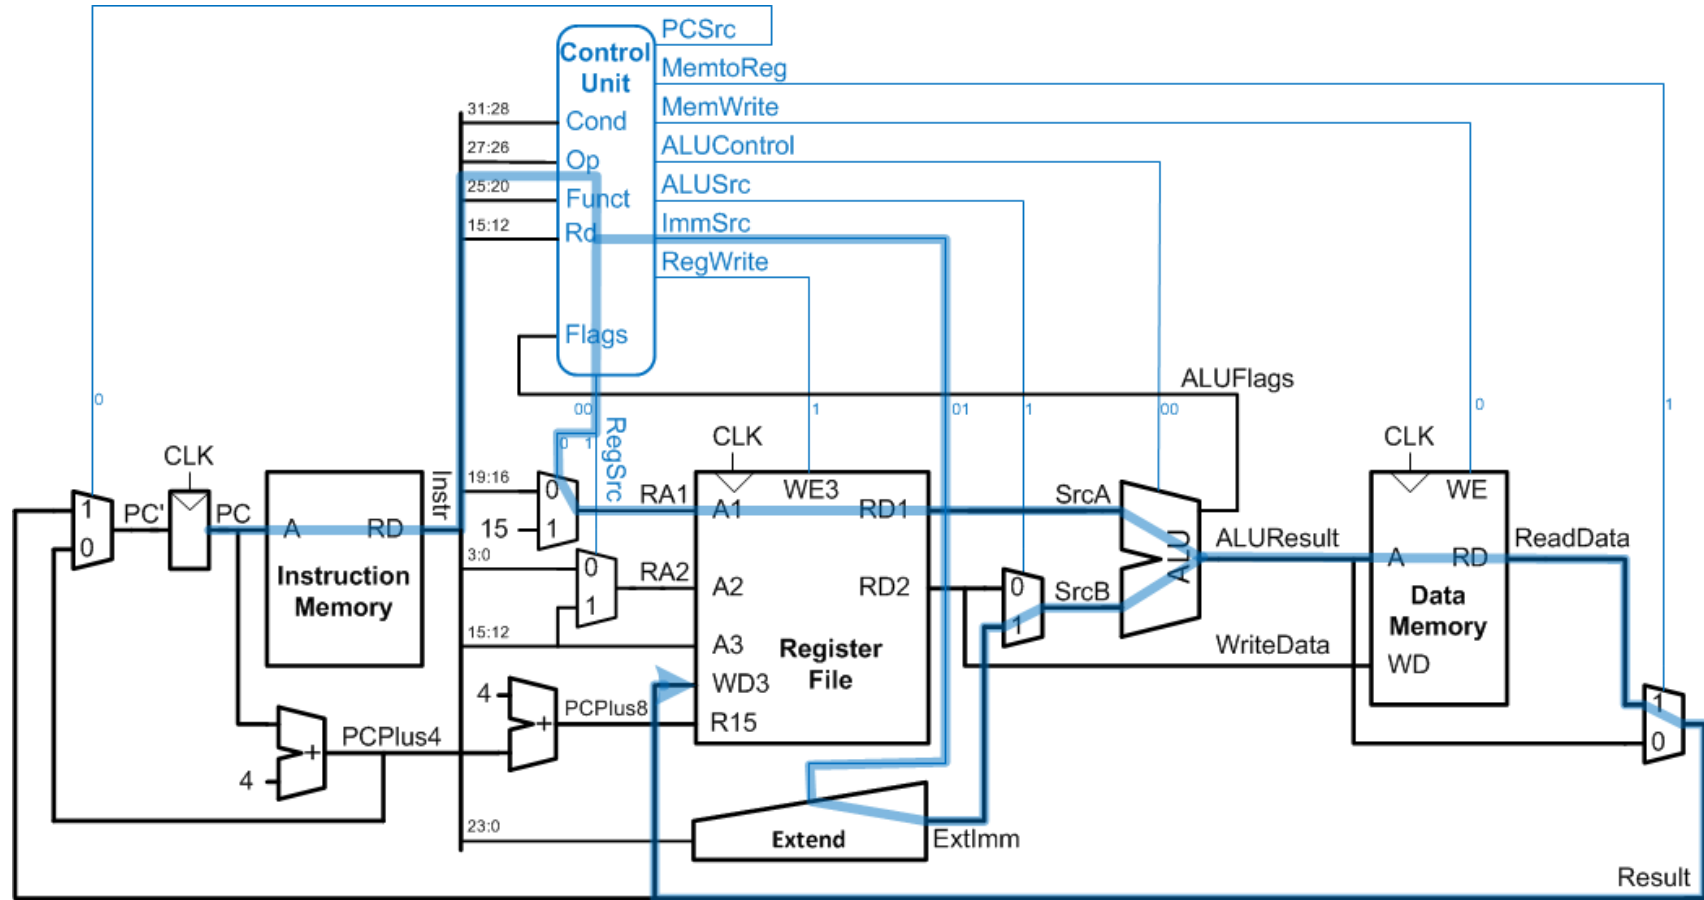 PCSrc
Control
Unit
MemtoReg
MemWrite
31:28
Cond
ALUControl
27:26
Op
ALUSrc
25:20
Funct
ImmSrc
15:12
Rd
RegWrite
Flags
ALUFlags
0
00
1
01
1
00
0
1
CLK
CLK
CLK
0 1
RegSrc
Instr
19:16
0
RA1
A1
WE3
RD1
SrcA
WE
1
PC'
PC
A
RD
15
1
ALU
ALUResult
A
RD
ReadData
0
3:0
0
RA2
A2
RD2
0
SrcB
Instruction
Memory
1
1
Data
Memory
15:12
A3
Register
File
WriteData
WD
4
WD3
PCPlus8
R15
+
1
0
PCPlus4
+
4
23:0
Extend
ExtImm
Result